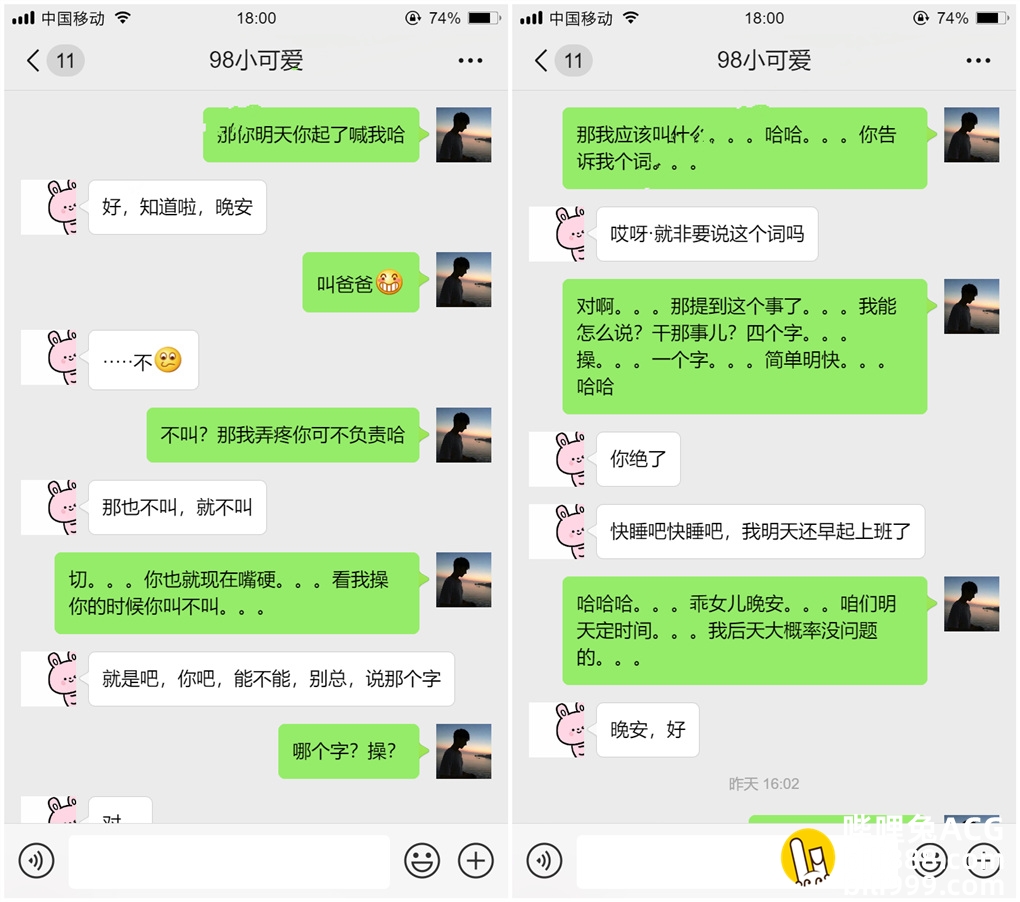 中国移动
18:00
74%
11
98小可爱
那你明天你起了喊我哈
好，知道啦，晚安
叫爸爸
·····不
不叫？那我弄疼你可不负责哈
那也不叫，就不叫
切。。。你也就现在嘴硬。。。看我操
你的时候你叫不叫。。。
就是吧，你吧，能不能，别总，说那个字
哪个字？操？
对
中国移动
18:00
74%
11
98小可爱
那我应该叫什么。。。哈哈。。。你告
诉我个词。。。
哎呀·就非要说这个词吗
对啊。。。那提到这个事了。。。我能
怎么说？干那事儿？四个字。。。
操。。。一个字。。。简单明快。。。
哈哈
你绝了
快睡吧快睡吧，我明天还早起上班了
哈哈哈。。。乖女儿晚安。。。咱们明
天定时间。。。我后天大概率没问题
的。。。
晚安，好
昨天 16:02
哔哩兔ACG
bili999.com